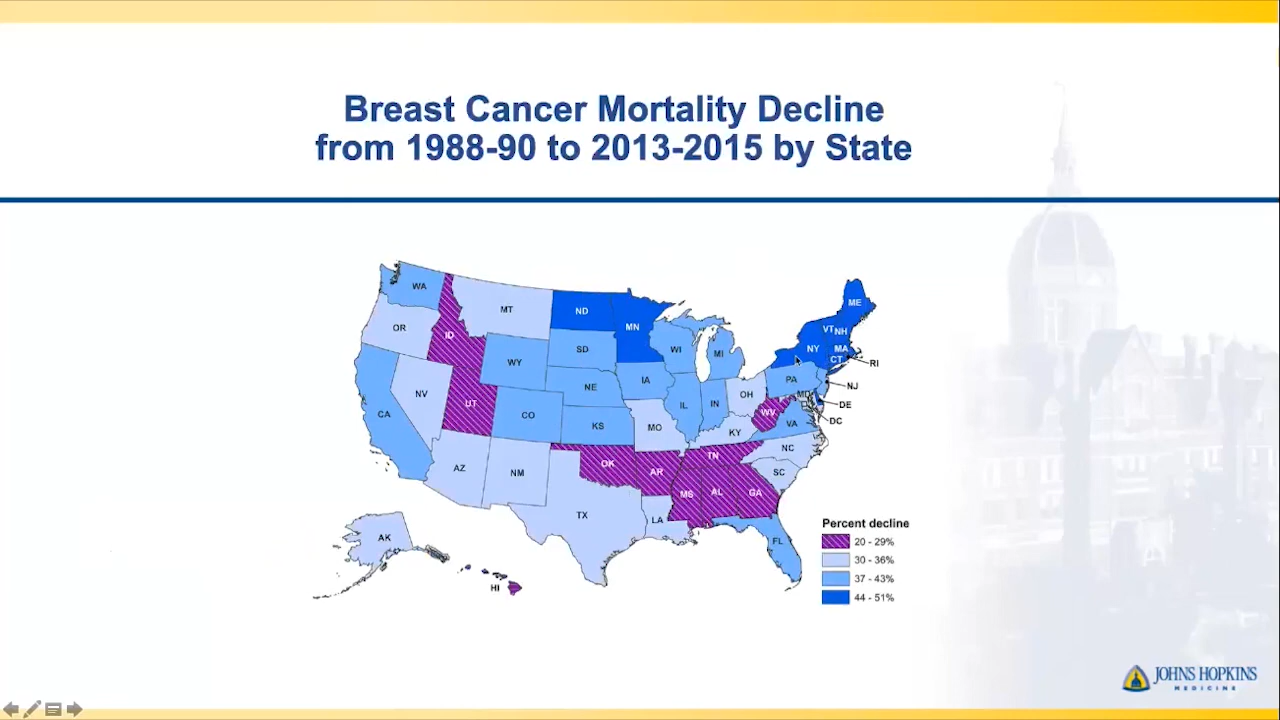 Breast Cancer Mortality Decline
from 1988-90 to 2013-2015 by State
WA
MT
ND
MN
ME
OR
ID
VT
NH
WY
SD
WI
MI
NY
MA
CT
RI
NV
UT
NE
IA
PA
NJ
CA
CO
IL
IN
OH
MD
DE
KS
MO
WV
VA
DC
KY
AZ
NM
OK
AR
TN
NC
SC
TX
LA
MS
AL
GA
AK
HI
FL
Percent decline
20 - 29%
30 - 36%
37 - 43%
44 - 51%
JOHNS HOPKINS
MEDICINE